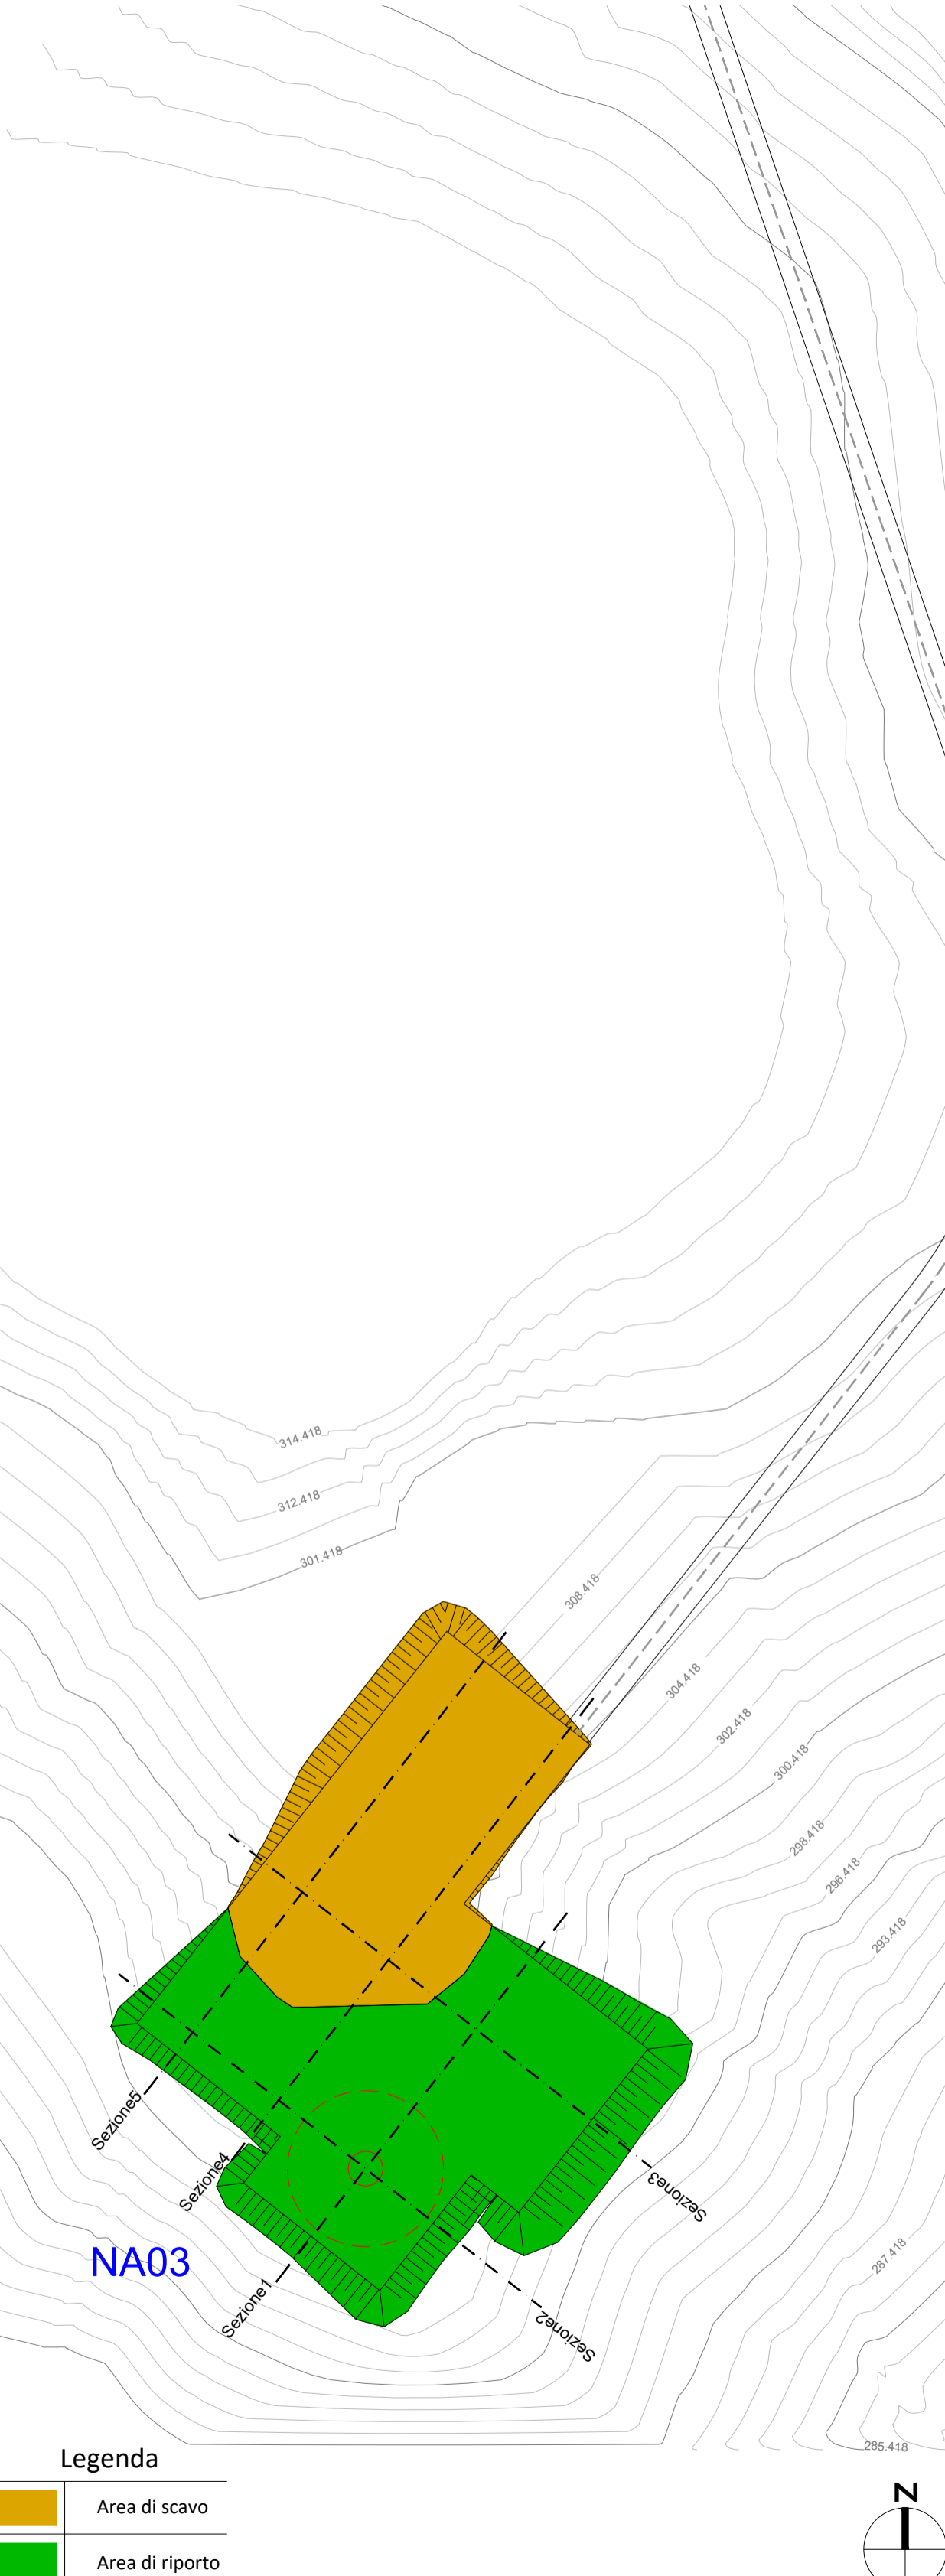 314.418
312.418
301.418
308.418
304.418
302.418
300.418
298.418
296.418
293.418
Sezione5
Sezione4
Sezione3
NA03
287.418
Sezione1
Sezione2
285.418
Legenda
Area di scavo
Area di riporto
N